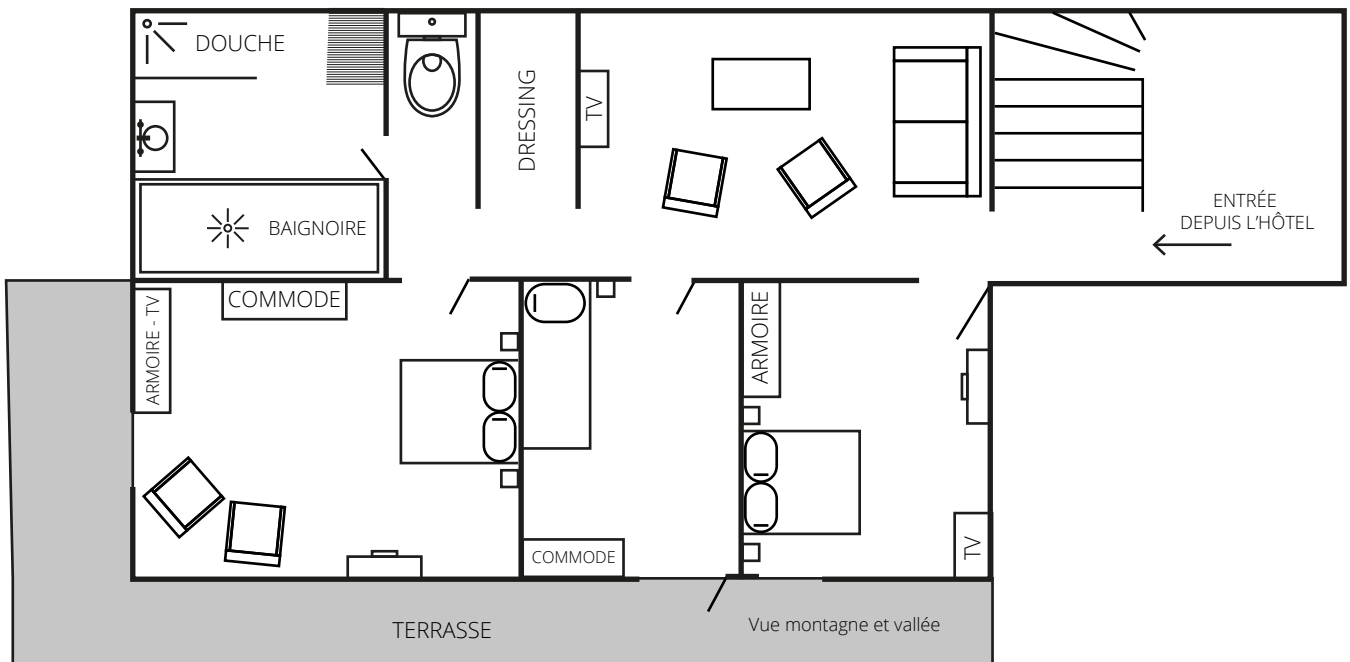 DOUCHE
DRESSING
TV
ENTRÉE
DEPUIS L'HÔTEL
BAIGNOIRE
COMMODE
ARMOIRE - TV
ARMOIRE
COMMODE
TV
TERRASSE
Vue montagne et vallée